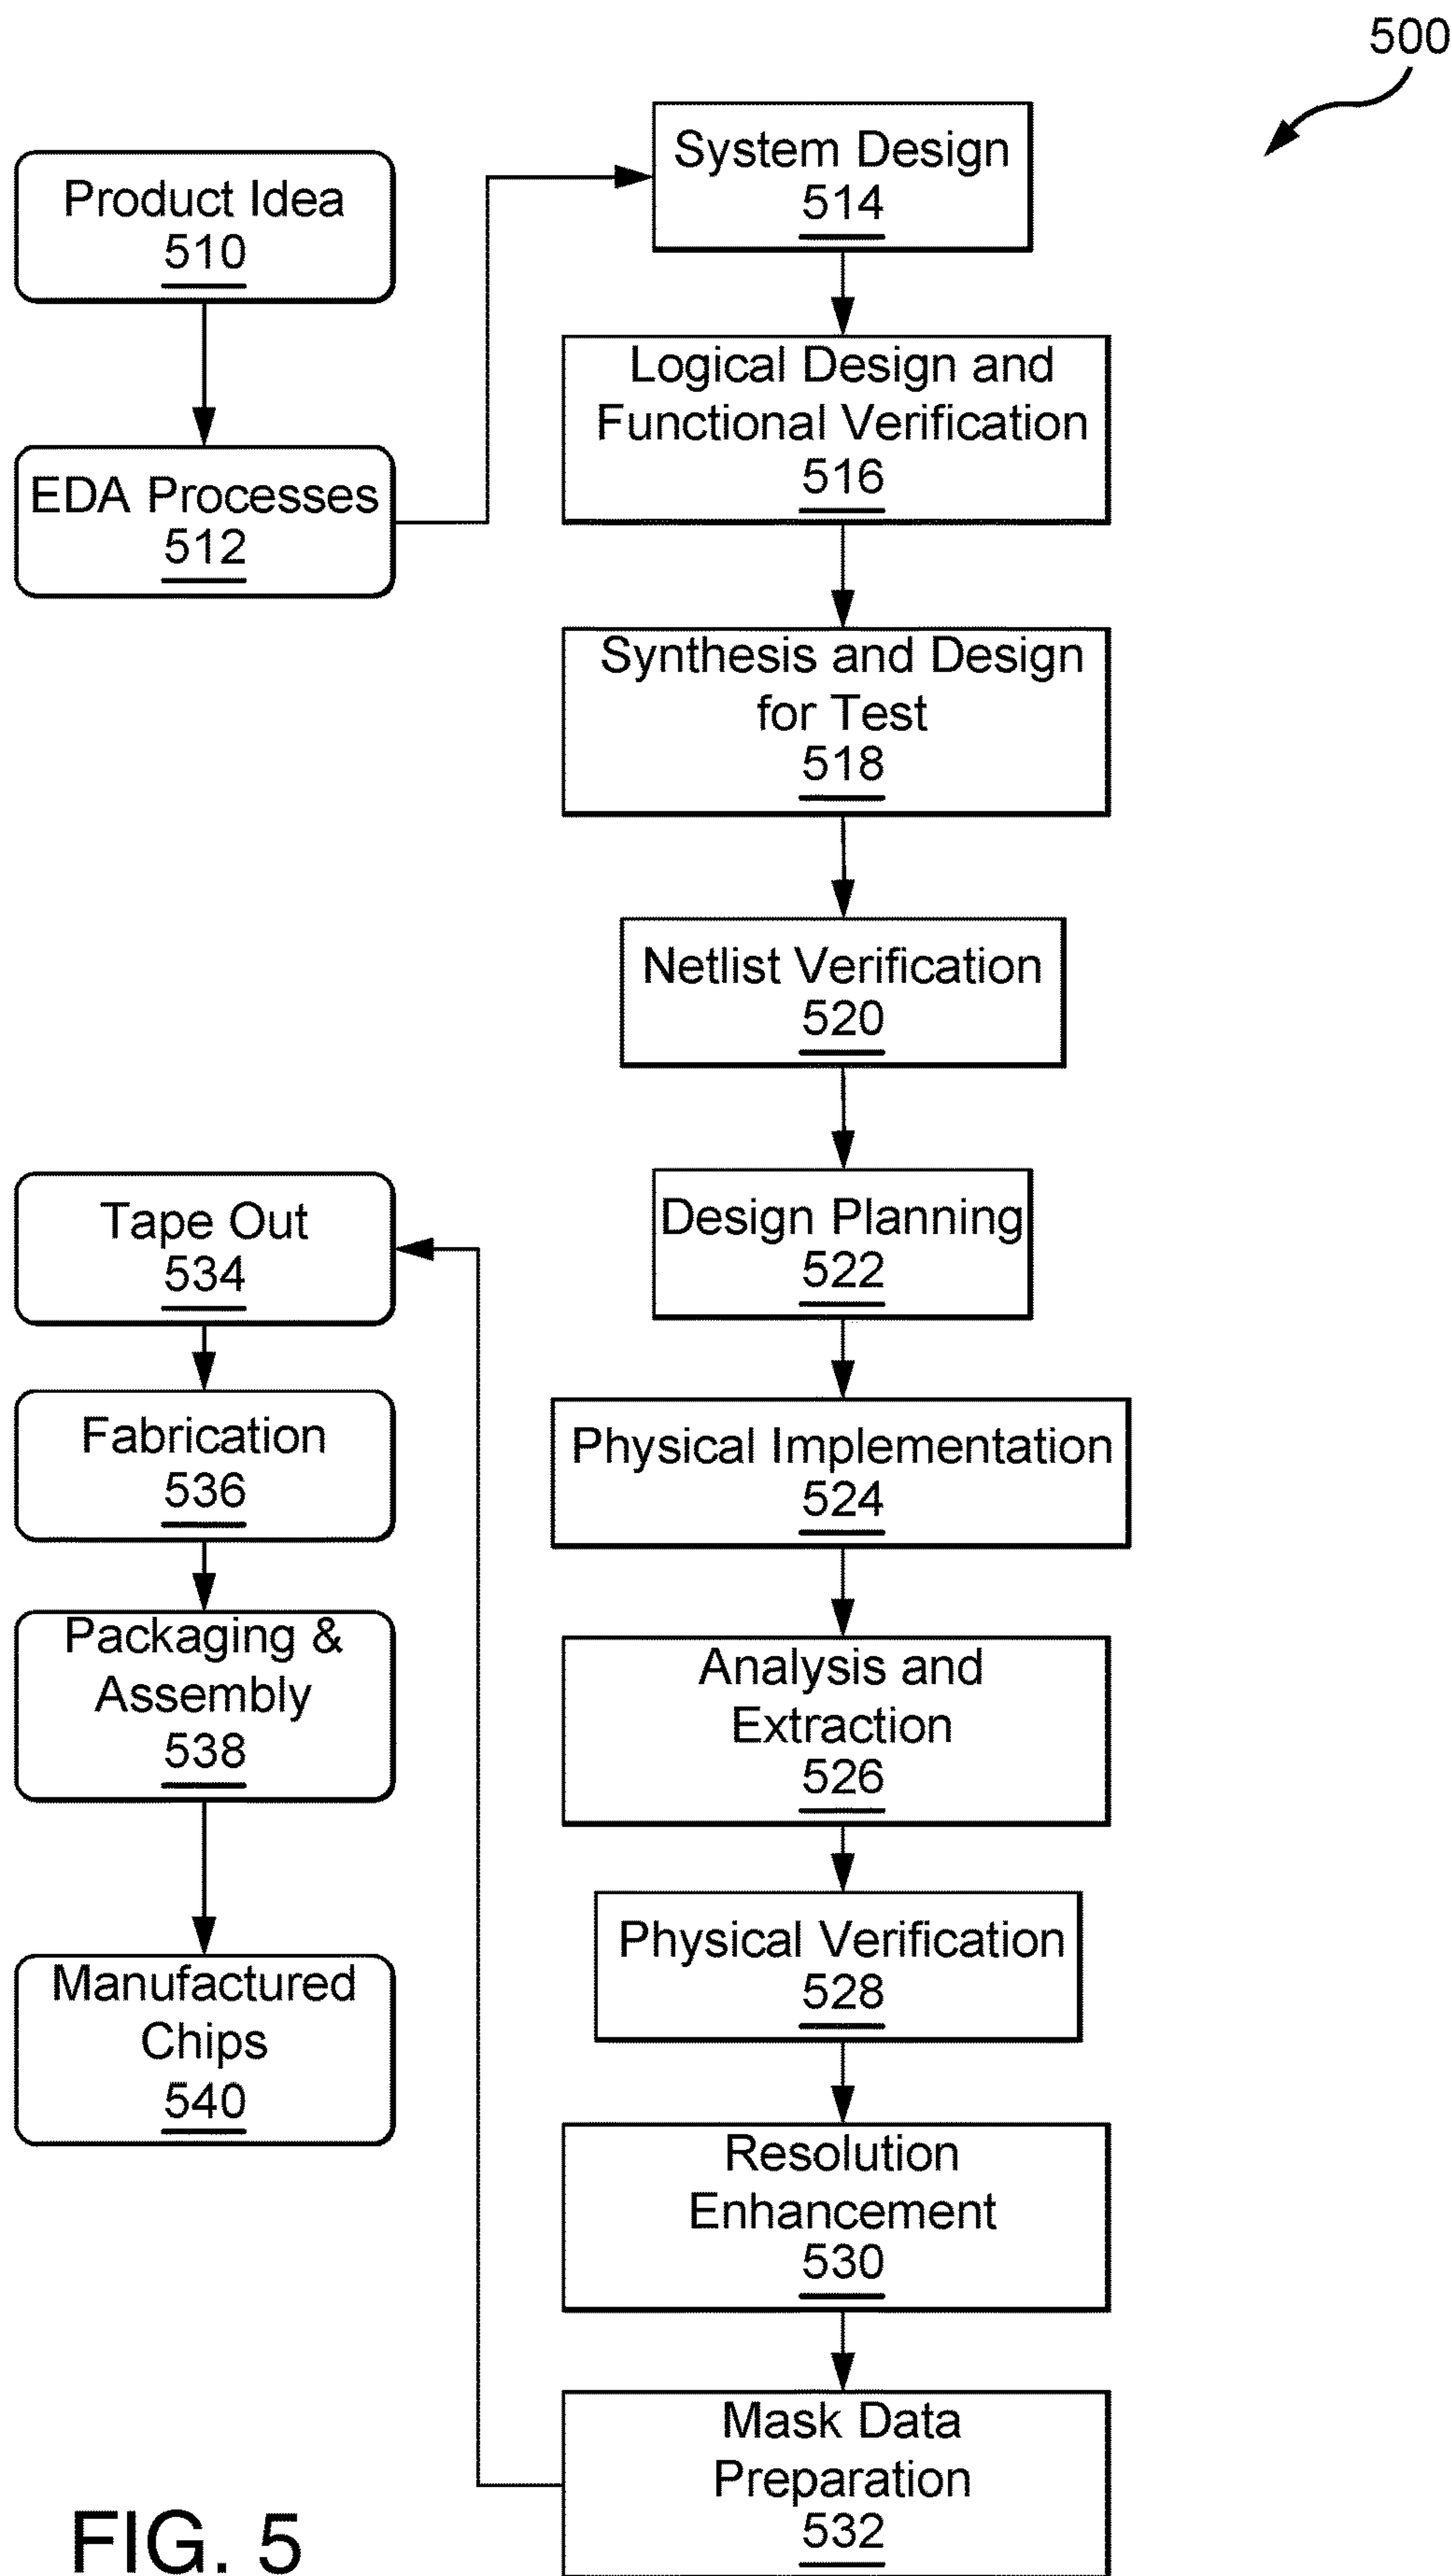 500
Product Idea
510
EDA Processes
512
System Design
514
Logical Design and
Functional Verification
516
Synthesis and Design
for Test
518
Netlist Verification
520
Design Planning
522
Physical Implementation
524
Analysis and
Extraction
526
Physical Verification
528
Resolution
Enhancement
530
Mask Data
Preparation
532
Tape Out
534
Fabrication
536
Packaging &
Assembly
538
Manufactured
Chips
540
FIG. 5